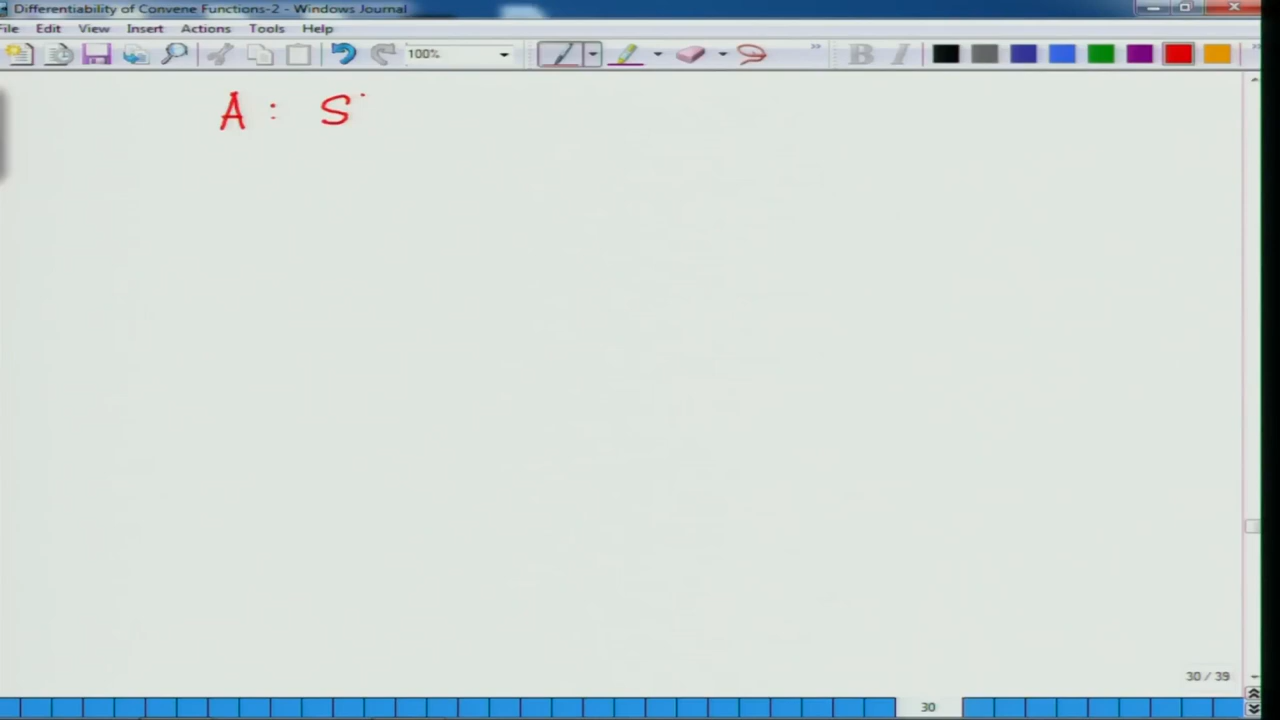 Differentiability of Convene Functions-2 - Windows Journal
File Edit View Insert Actions Tools Help
100%
B I
A : S
30 / 39
30